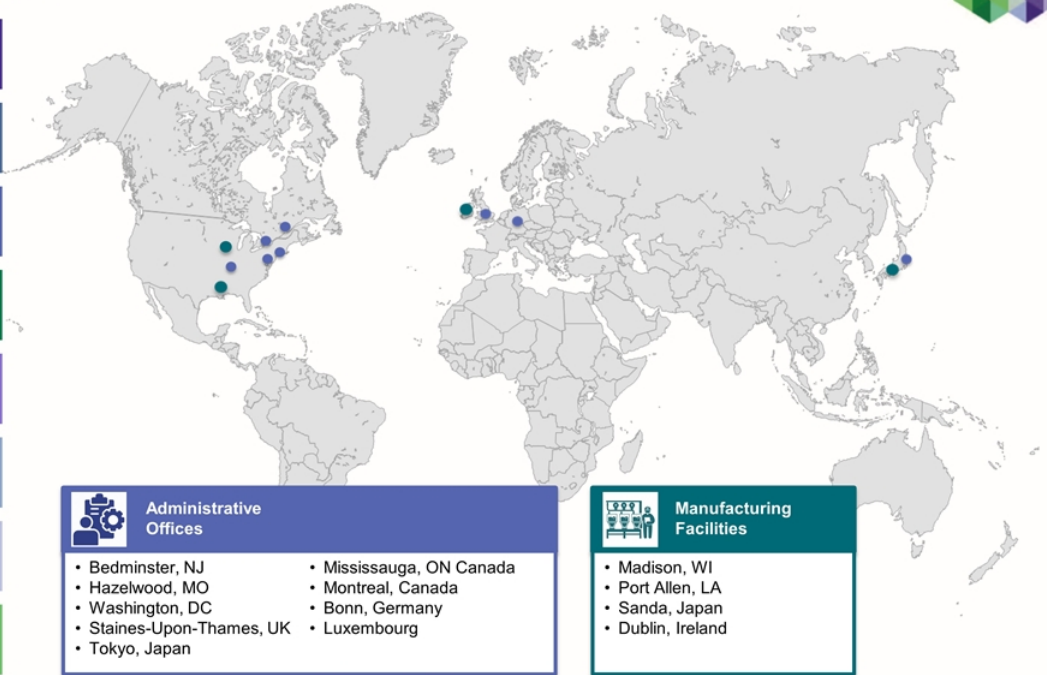 Administrative
Offices
• Bedminster, NJ
• Hazelwood, MO
• Washington, DC
• Staines-Upon-Thames, UK
• Tokyo, Japan
• Mississauga, ON Canada
• Montreal, Canada
• Bonn, Germany
• Luxembourg
Manufacturing
Facilities
• Madison, WI
• Port Allen, LA
• Sanda, Japan
• Dublin, Ireland